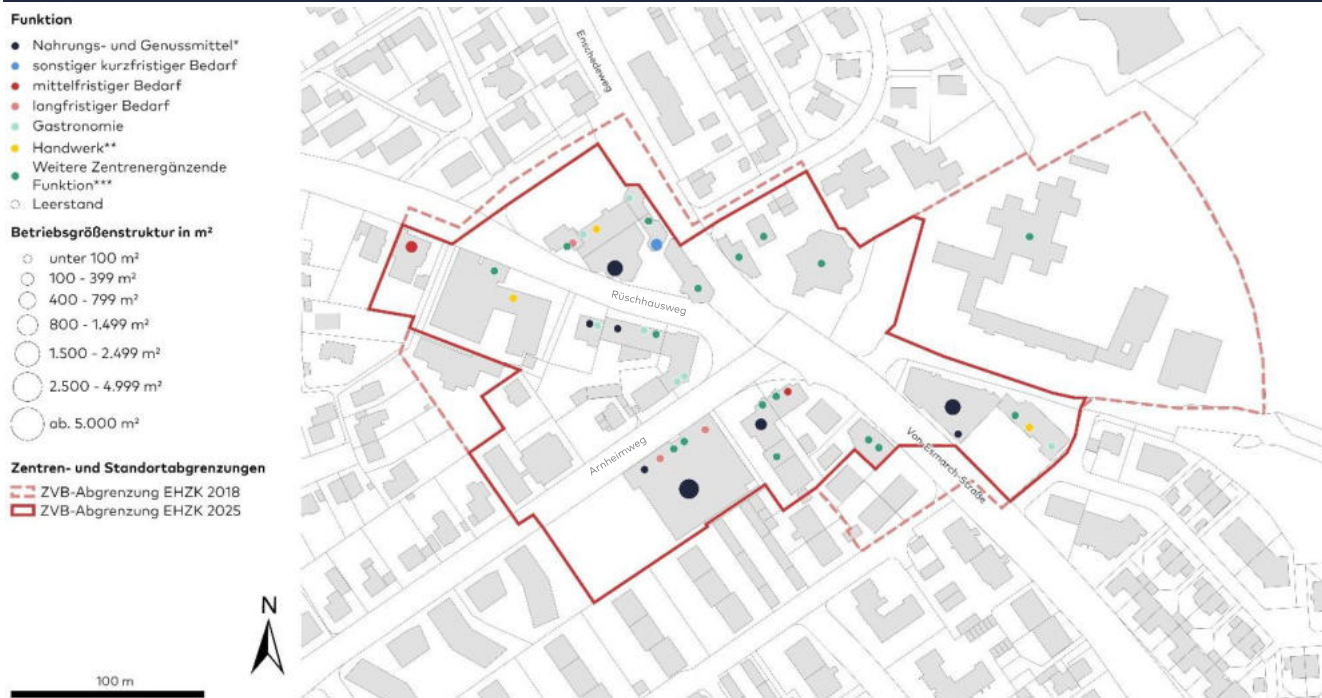 Funktion
Nahrungs- und Genussmittel*
sonstiger kurzfristiger Bedarf
mittelfristiger Bedarf
langfristiger Bedarf
Gastronomie
Handwerk**
Weitere Zentrenergänzende
Funktion***
Leerstand
Betriebsgrößenstruktur in m²
unter 100 m²
100 - 399 m²
400 - 799 m²
800 - 1.499 m²
1.500 - 2.499 m²
2.500 - 4.999 m²
ab. 5.000 m²
Zentren- und Standortabgrenzungen
ZVB-Abgrenzung EHZK 2018
ZVB-Abgrenzung EHZK 2025
N
100 m
Enschedeweg
Rüschhausweg
Arnheimweg
Von-Esmarch-Straße